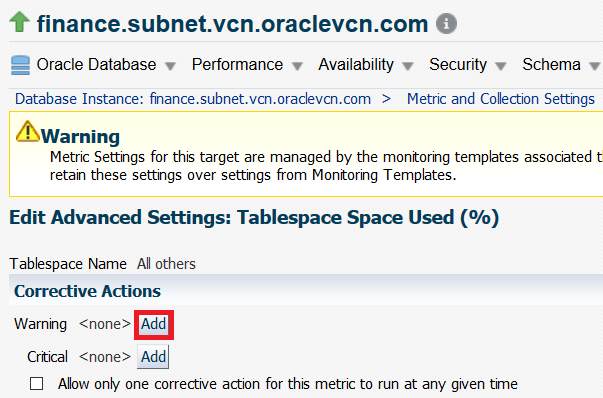 finance.subnet.vcn.oraclevcn.com
Oracle Database Performance Availability Security Schema
Database Instance: finance.subnet.vcn.oraclevcn.com > Metric and Collection Settings
Warning
Metric Settings for this target are managed by the monitoring templates associated
retain these settings over settings from Monitoring Templates.
Edit Advanced Settings: Tablespace Space Used (%)
Tablespace Name All others
Corrective Actions
Warning <none> Add
Critical <none> Add
Allow only one corrective action for this metric to run at any given time